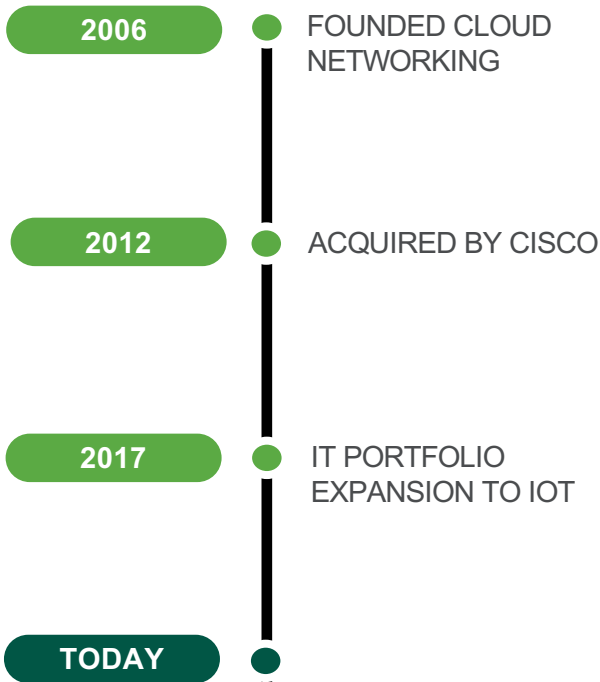 2006
FOUNDED CLOUD
NETWORKING
2012
ACQUIRED BY CISCO
2017
IT PORTFOLIO
EXPANSION TO IOT
TODAY